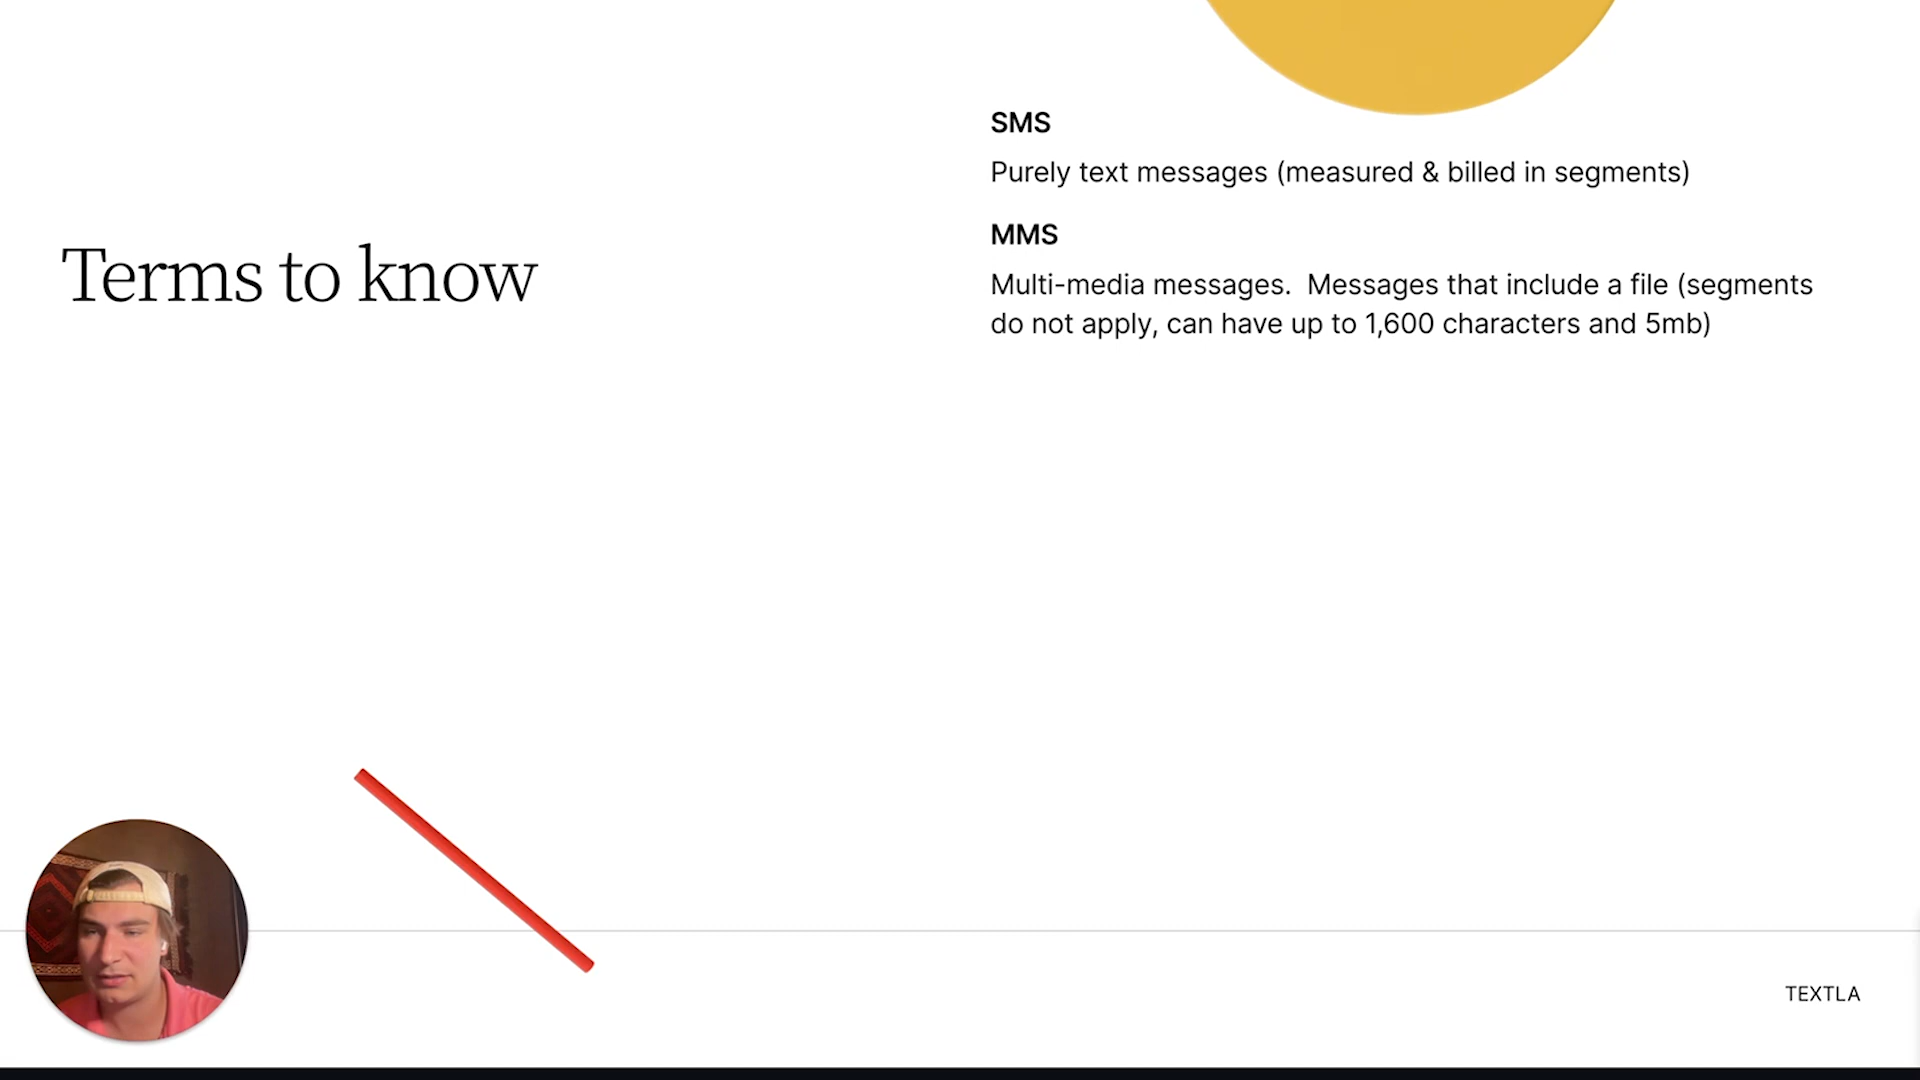 Terms to know
SMS
Purely text messages (measured & billed in segments)
MMS
Multi-media messages.  Messages that include a file (segments
do not apply, can have up to 1,600 characters and 5mb)
TEXTLA